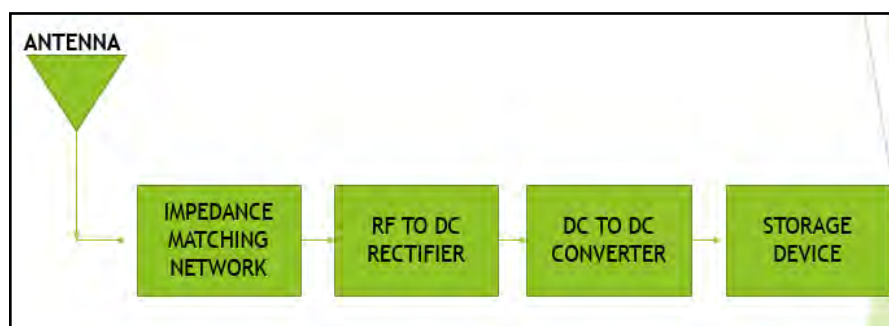 ANTENNA
IMPEDANCE
MATCHING
NETWORK
RF TO DC
RECTIFIER
DC TO DC
CONVERTER
STORAGE
DEVICE